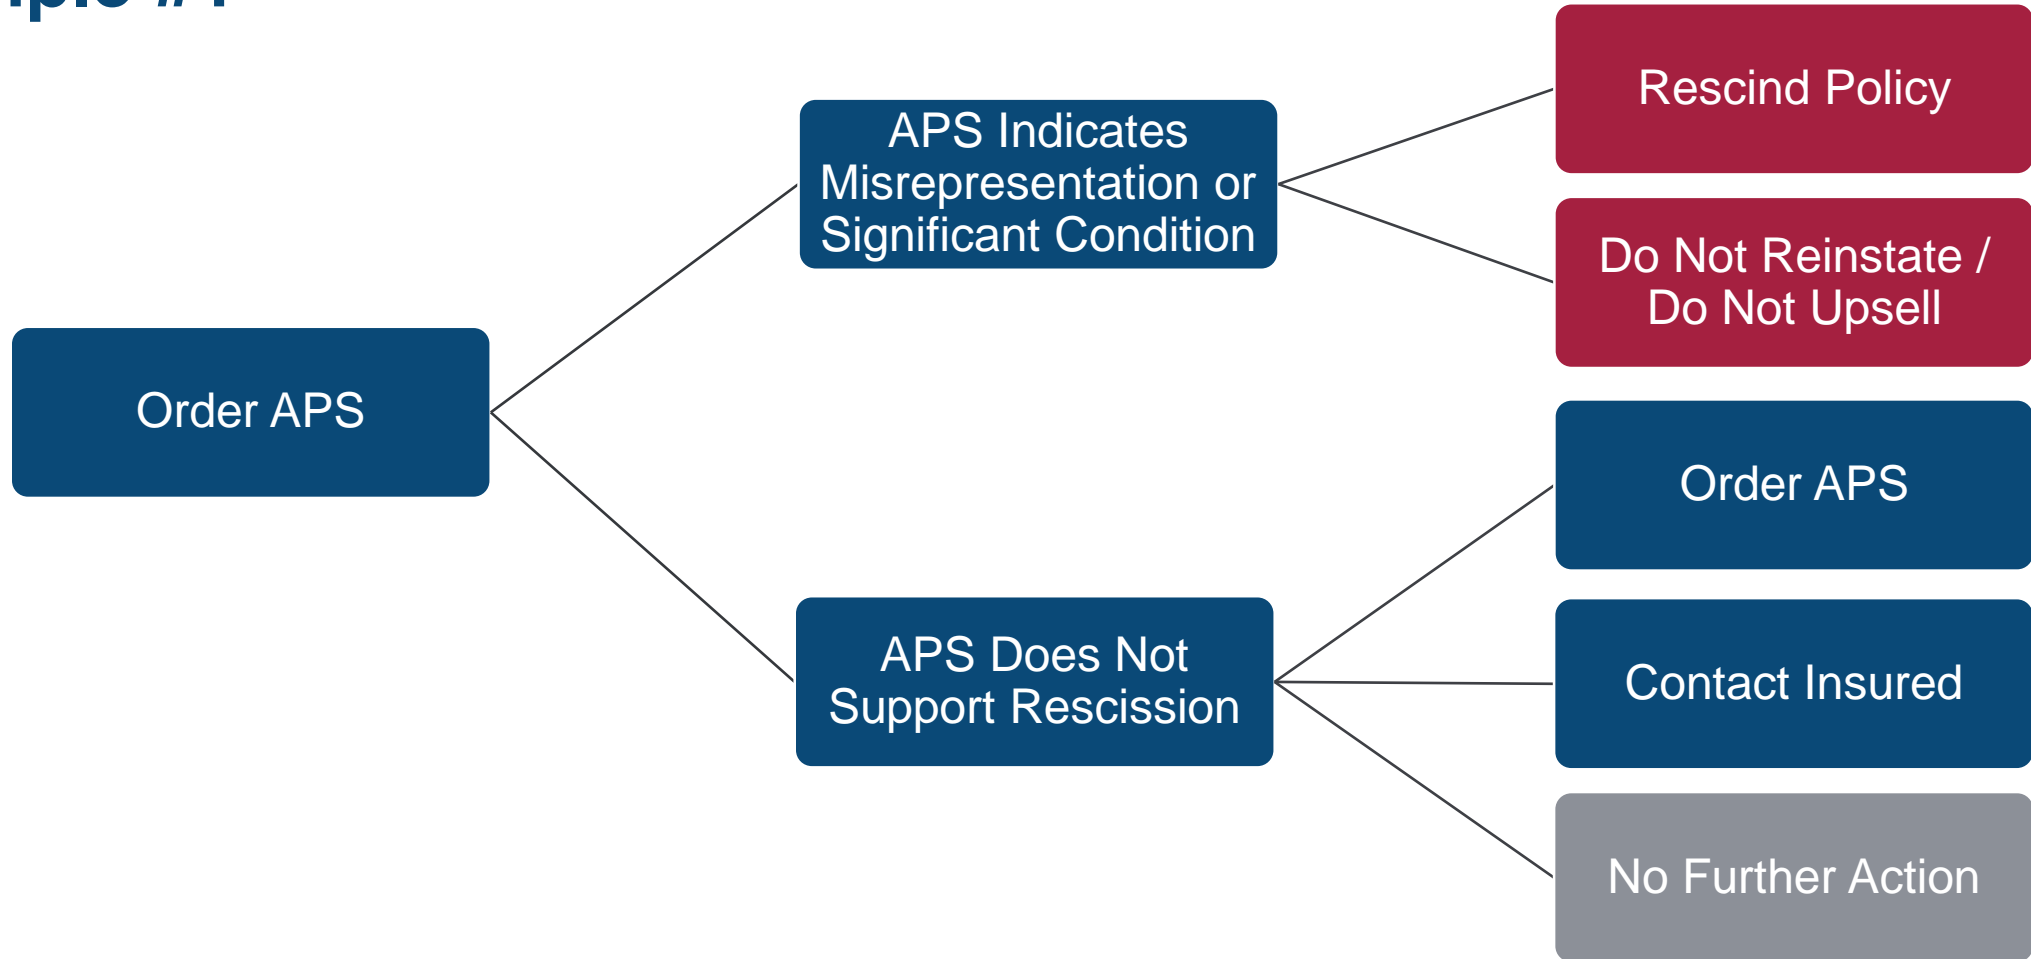 Order APS
APS Indicates
Misrepresentation or
Significant Condition
APS Does Not
Support Rescission
Rescind Policy
Do Not Reinstate /
Do Not Upsell
Order APS
Contact Insured
No Further Action